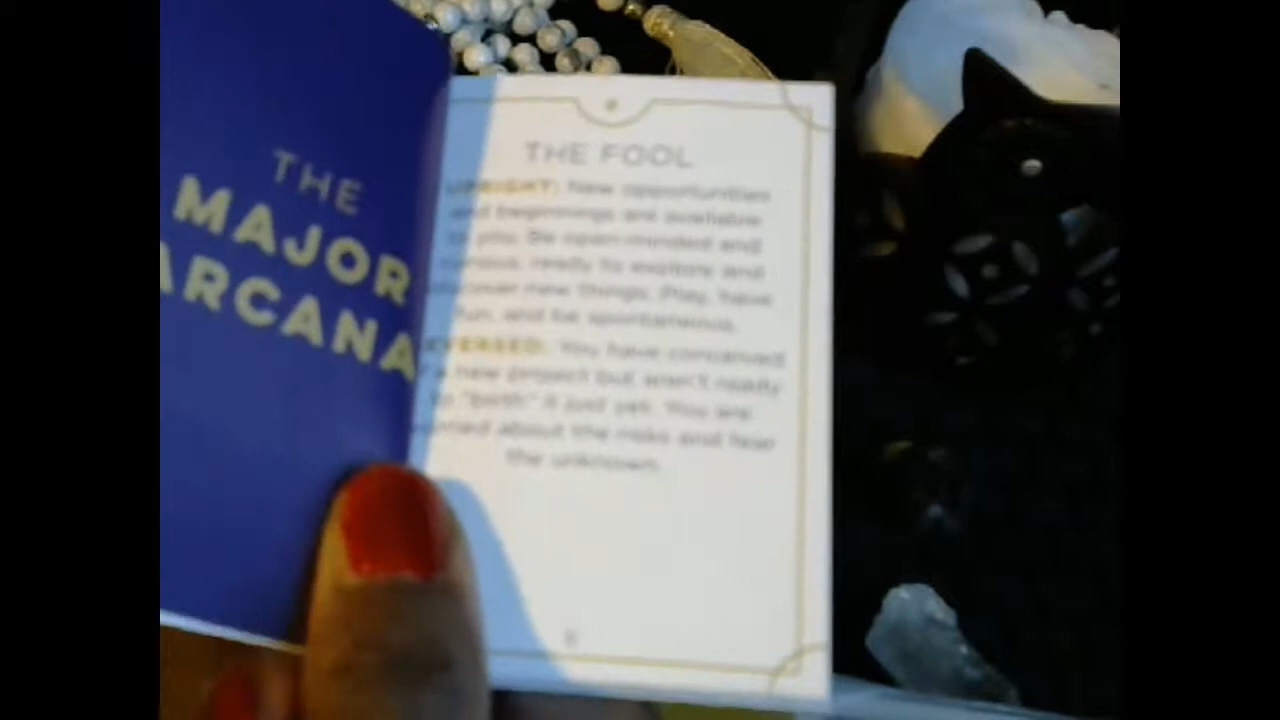 THE
MAJOR
ARCANA
THE FOOL
UPRIGHT: New opportunities
and beginnings are available
to you. Be open-minded and
curious, ready to explore and
discover new things. Play, have
fun, and be spontaneous.
REVERSED: You have conceived
a new project but aren't ready
to "birth" it just yet. You are
worried about the risks and fear
the unknown.